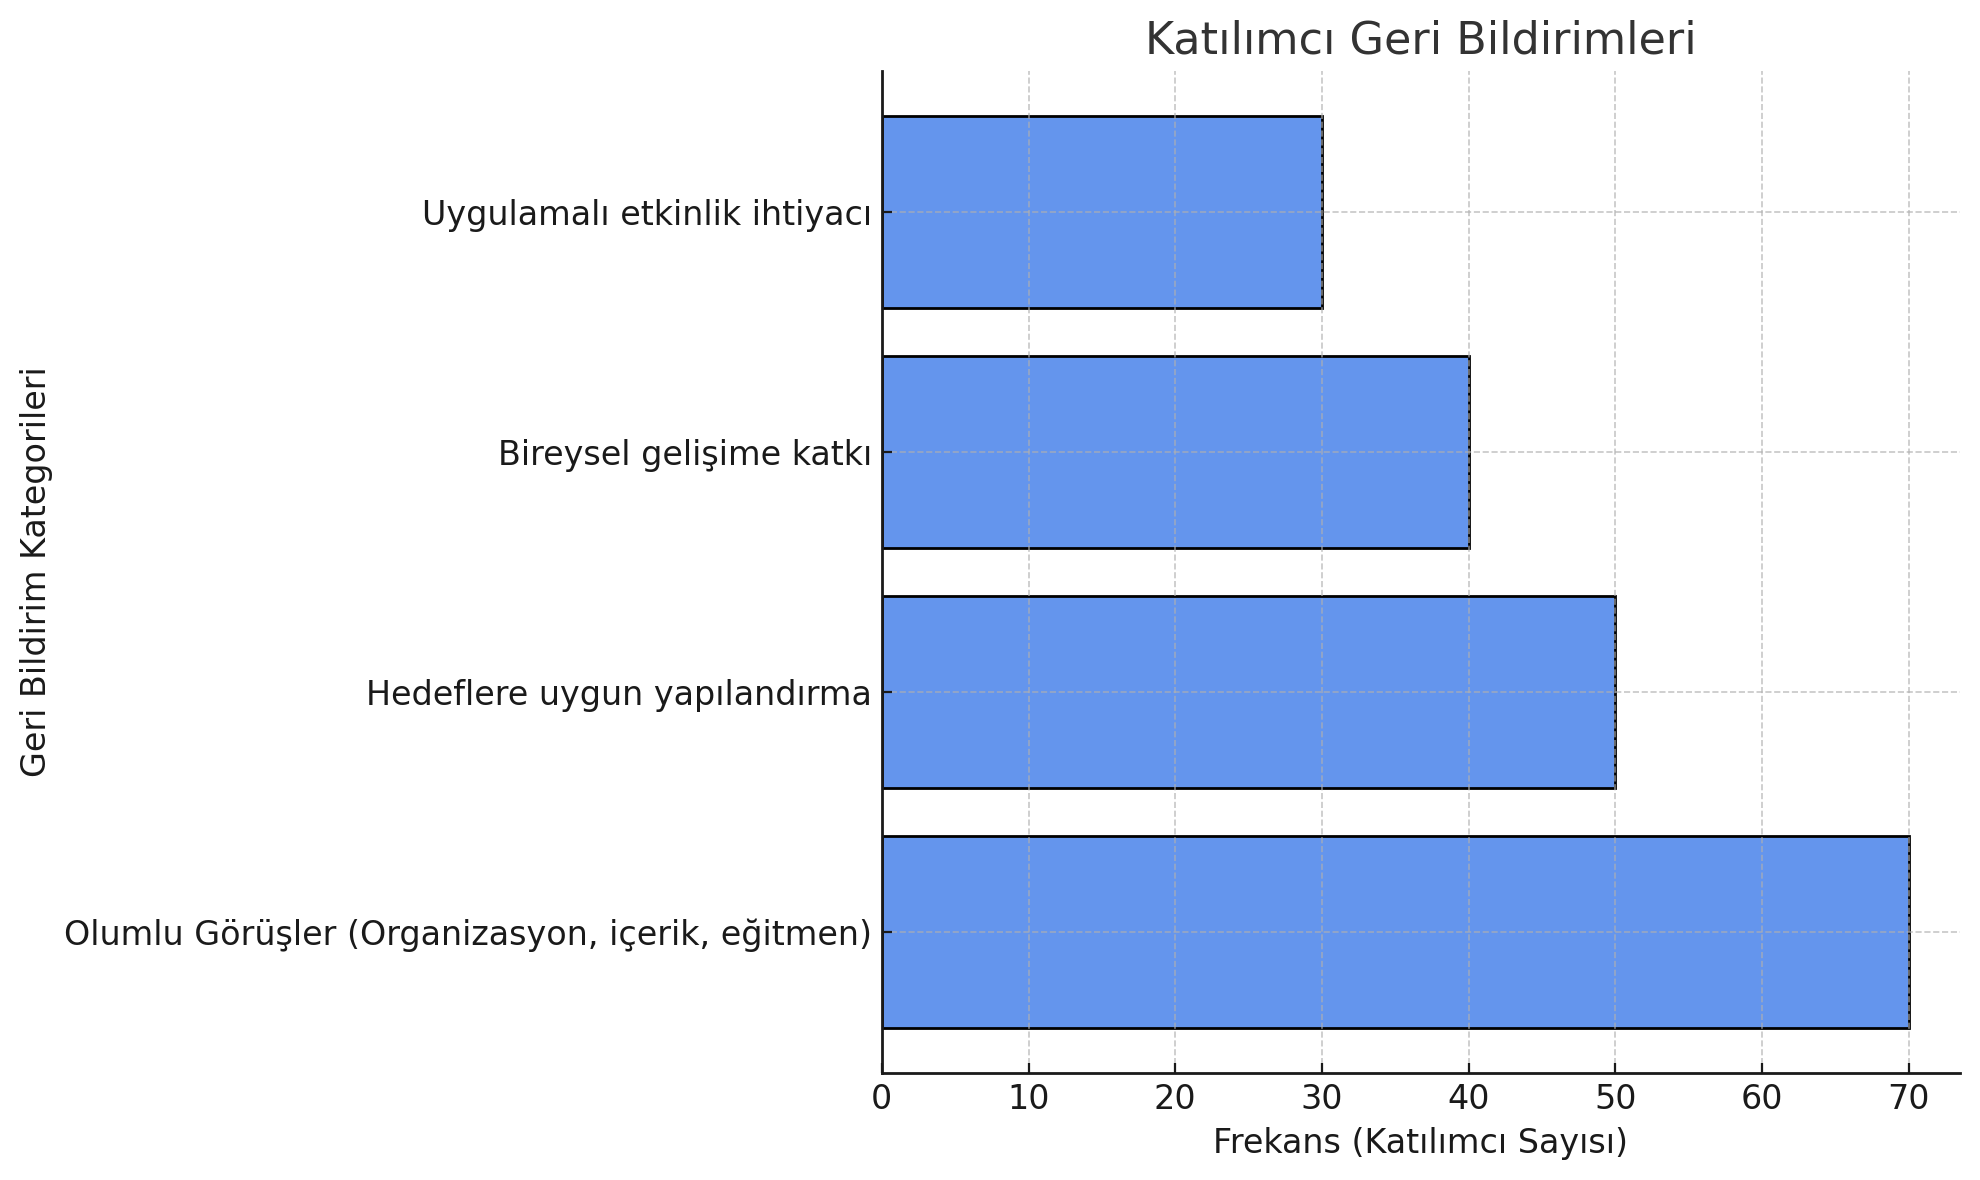 Katılımcı Geri Bildirimleri
Geri Bildirim Kategorileri
Uygulamalı etkinlik ihtiyacı
Bireysel gelişime katkı
Hedeflere uygun yapılandırma
Olumlu Görüşler (Organizasyon, içerik, eğitmen)
0 10 20 30 40 50 60 70
Frekans (Katılımcı Sayısı)